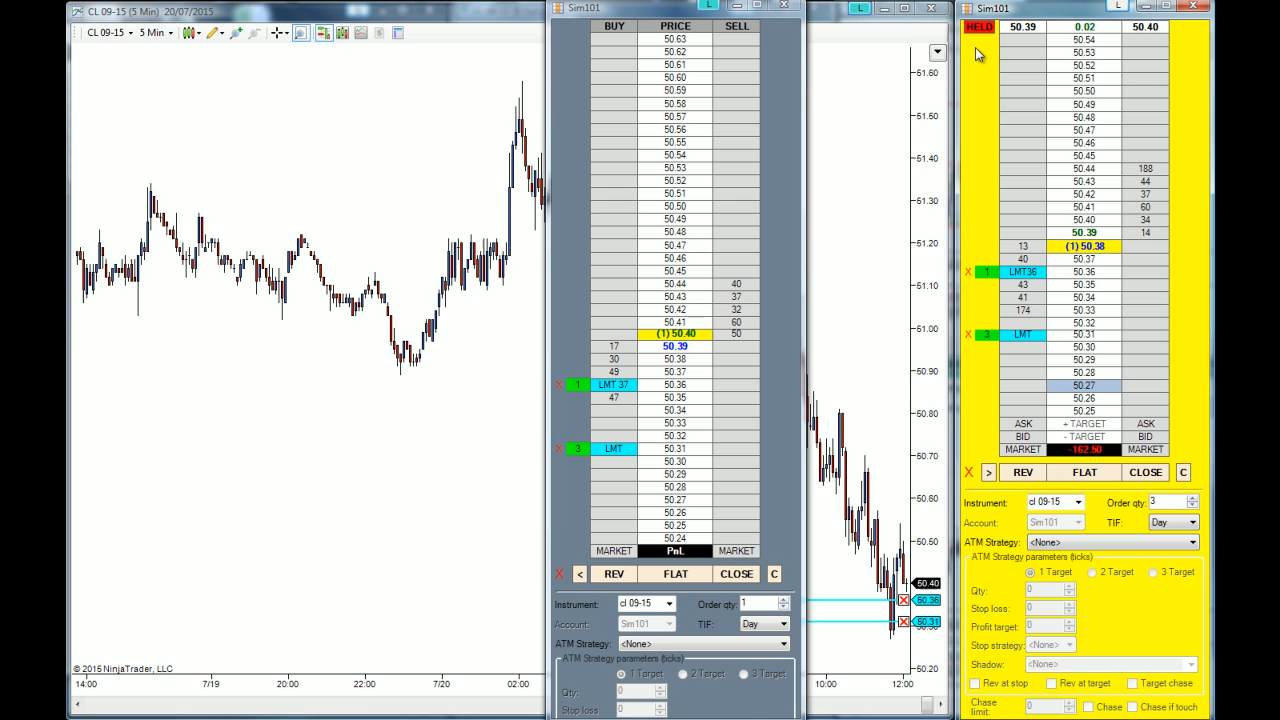 CL 09-15 (5 Min) 20/07/2015
CL 09-15 5 Min
51.60
51.50
51.40
51.30
51.20
51.10
51.00
50.90
50.80
50.70
50.60
50.50
50.40
50.36
50.31
50.20
© 2015 NinjaTrader, LLC
14:00 7/19 20:00 22:00 7/20 02:00 10:00 12:00
Sim101 L
BUY PRICE SELL
50.63
50.62
50.61
50.60
50.59
50.58
50.57
50.56
50.55
50.54
50.53
50.52
50.51
50.50
50.49
50.48
50.47
50.46
50.45
50.44 40
50.43 37
50.42 32
50.41 60
(1) 50.40 50
17 50.39
30 50.38
49 50.37
X 1 LMT 37 50.36
47 50.35
50.34
50.33
50.32
X 3 LMT 50.31
50.30
50.29
50.28
50.27
50.26
50.25
50.24
MARKET PnL MARKET
X < REV FLAT CLOSE C
Instrument: cl 09-15 Order qty: 1
Account: Sim101 TIF: Day
ATM Strategy: <None>
ATM Strategy parameters (ticks)
1 Target 2 Target 3 Target
Qty: 0
Stop loss: 0
L
Sim101 L
HELD 50.39 0.02 50.40
50.54
50.53
50.52
50.51
50.50
50.49
50.48
50.47
50.46
50.45
50.44 188
50.43 44
50.42 37
50.41 60
50.40 34
50.39 14
13 (1) 50.38
40 50.37
X 1 LMT36 50.36
43 50.35
41 50.34
174 50.33
50.32
X 3 LMT 50.31
50.30
50.29
50.28
50.27
50.26
50.25
ASK + TARGET ASK
BID - TARGET BID
MARKET -162.50 MARKET
X > REV FLAT CLOSE C
Instrument: cl 09-15 Order qty: 3
Account: Sim101 TIF: Day
ATM Strategy: <None>
ATM Strategy parameters (ticks)
1 Target 2 Target 3 Target
Qty: 0
Stop loss: 0
Profit target: 0
Stop strategy: <None>
Shadow: <None>
Rev at stop Rev at target Target chase
Chase limit: 0 Chase Chase if touch